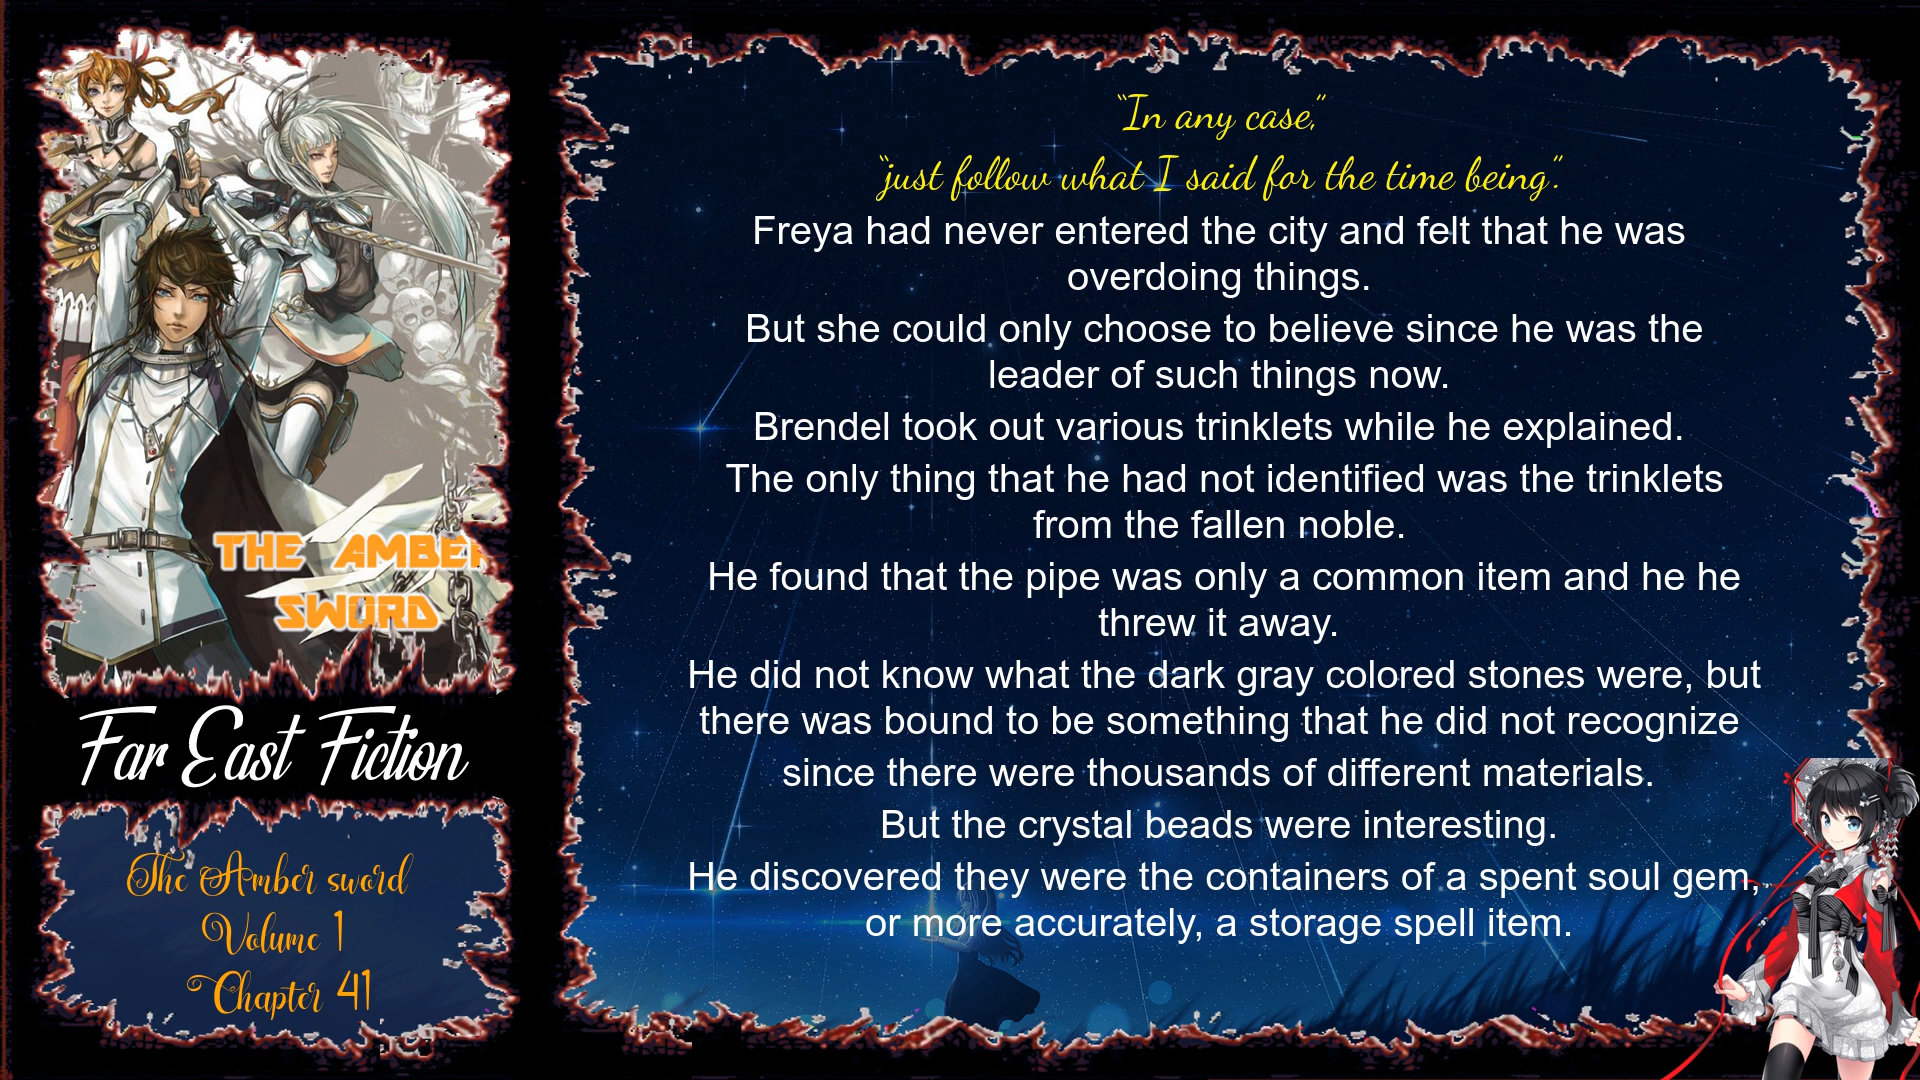 THE AMBER
SWORD
Far East Fiction
The Amber sword
Volume 1
Chapter 41
"In any case,"
"just follow what I said for the time being."
Freya had never entered the city and felt that he was
overdoing things.
But she could only choose to believe since he was the
leader of such things now.
Brendel took out various trinklets while he explained.
The only thing that he had not identified was the trinklets
from the fallen noble.
He found that the pipe was only a common item and he he
threw it away.
He did not know what the dark gray colored stones were, but
there was bound to be something that he did not recognize
since there were thousands of different materials.
But the crystal beads were interesting.
He discovered they were the containers of a spent soul gem,
or more accurately, a storage spell item.